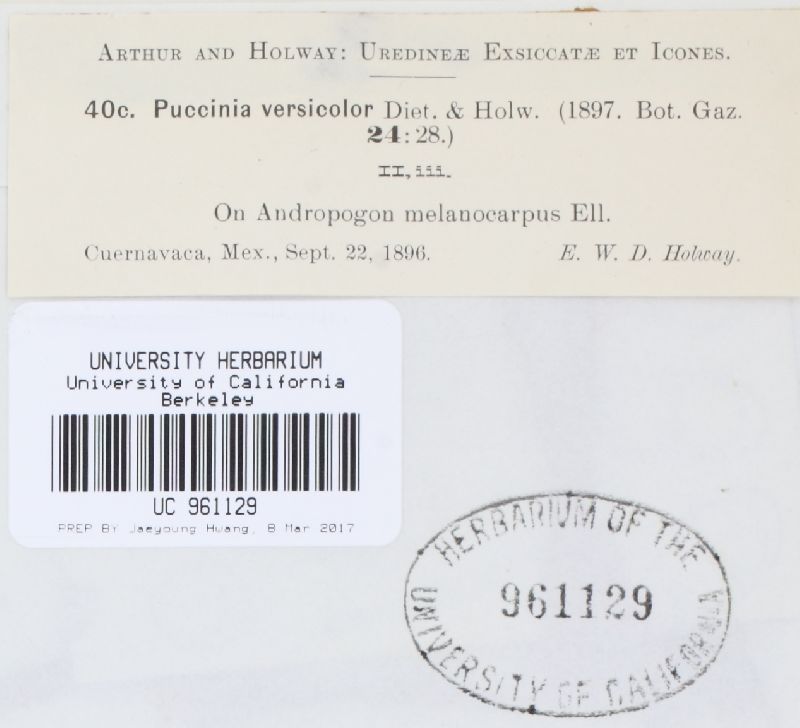 ARTHUR AND HOLWAY: UREDINEÆ EXSICCATÆ ET ICONES.
40c. Puccinia versicolor Diet. & Holw. (1897. Bot. Gaz.
24:28.)
II, iii.
On Andropogon melanocarpus Ell.
Cuernavaca, Mex., Sept. 22, 1896. E. W. D. Holway.
UNIVERSITY HERBARIUM
University of California
Berkeley
UC 961129
PREP BY Jaeyoung Hwang, 8 Mar 2017
HERBARIUM OF THE
961129
UNIVERSITY OF CALIFORNIA